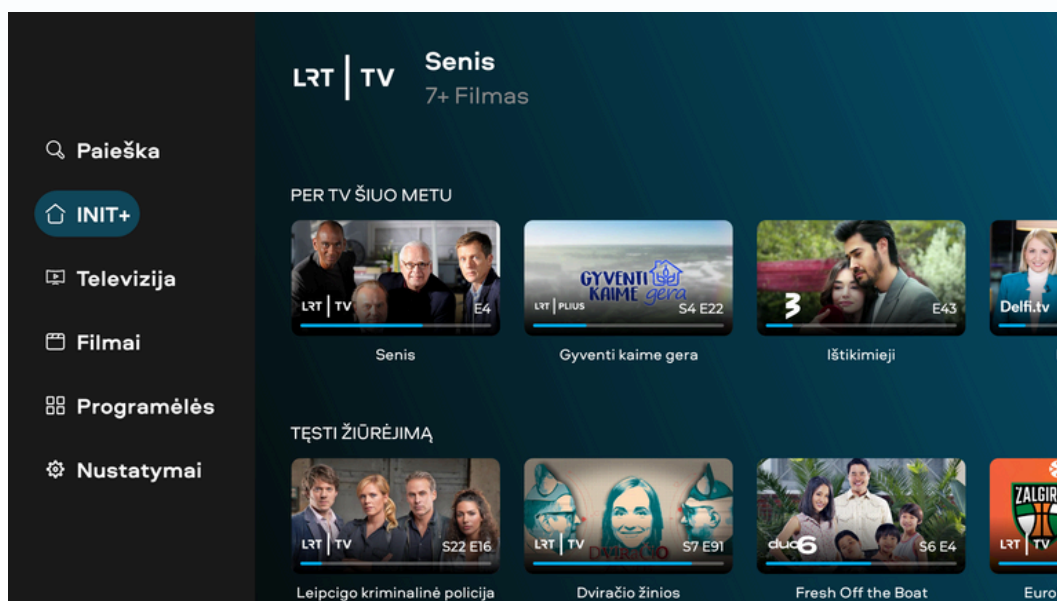 LRT TV
Senis
7+ Filmas
Paieška
INIT+
Televizija
Filmai
Programėlės
Nustatymai
PER TV ŠIUO METU
LRT TV
E4
Senis
GYVENTI
KAIME gera
LRT PLIUS
S4 E22
Gyventi kaime gera
3
E43
Ištikimieji
Delfi.tv
TĘSTI ŽIŪRĖJIMĄ
LRT TV
S22 E16
Leipcigo kriminalinė policija
DVIRAČIO
LRT TV
S7 E91
Dviračio žinios
duo6
S6 E4
Fresh Off the Boat
ZALGIR
LRT TV
Euro